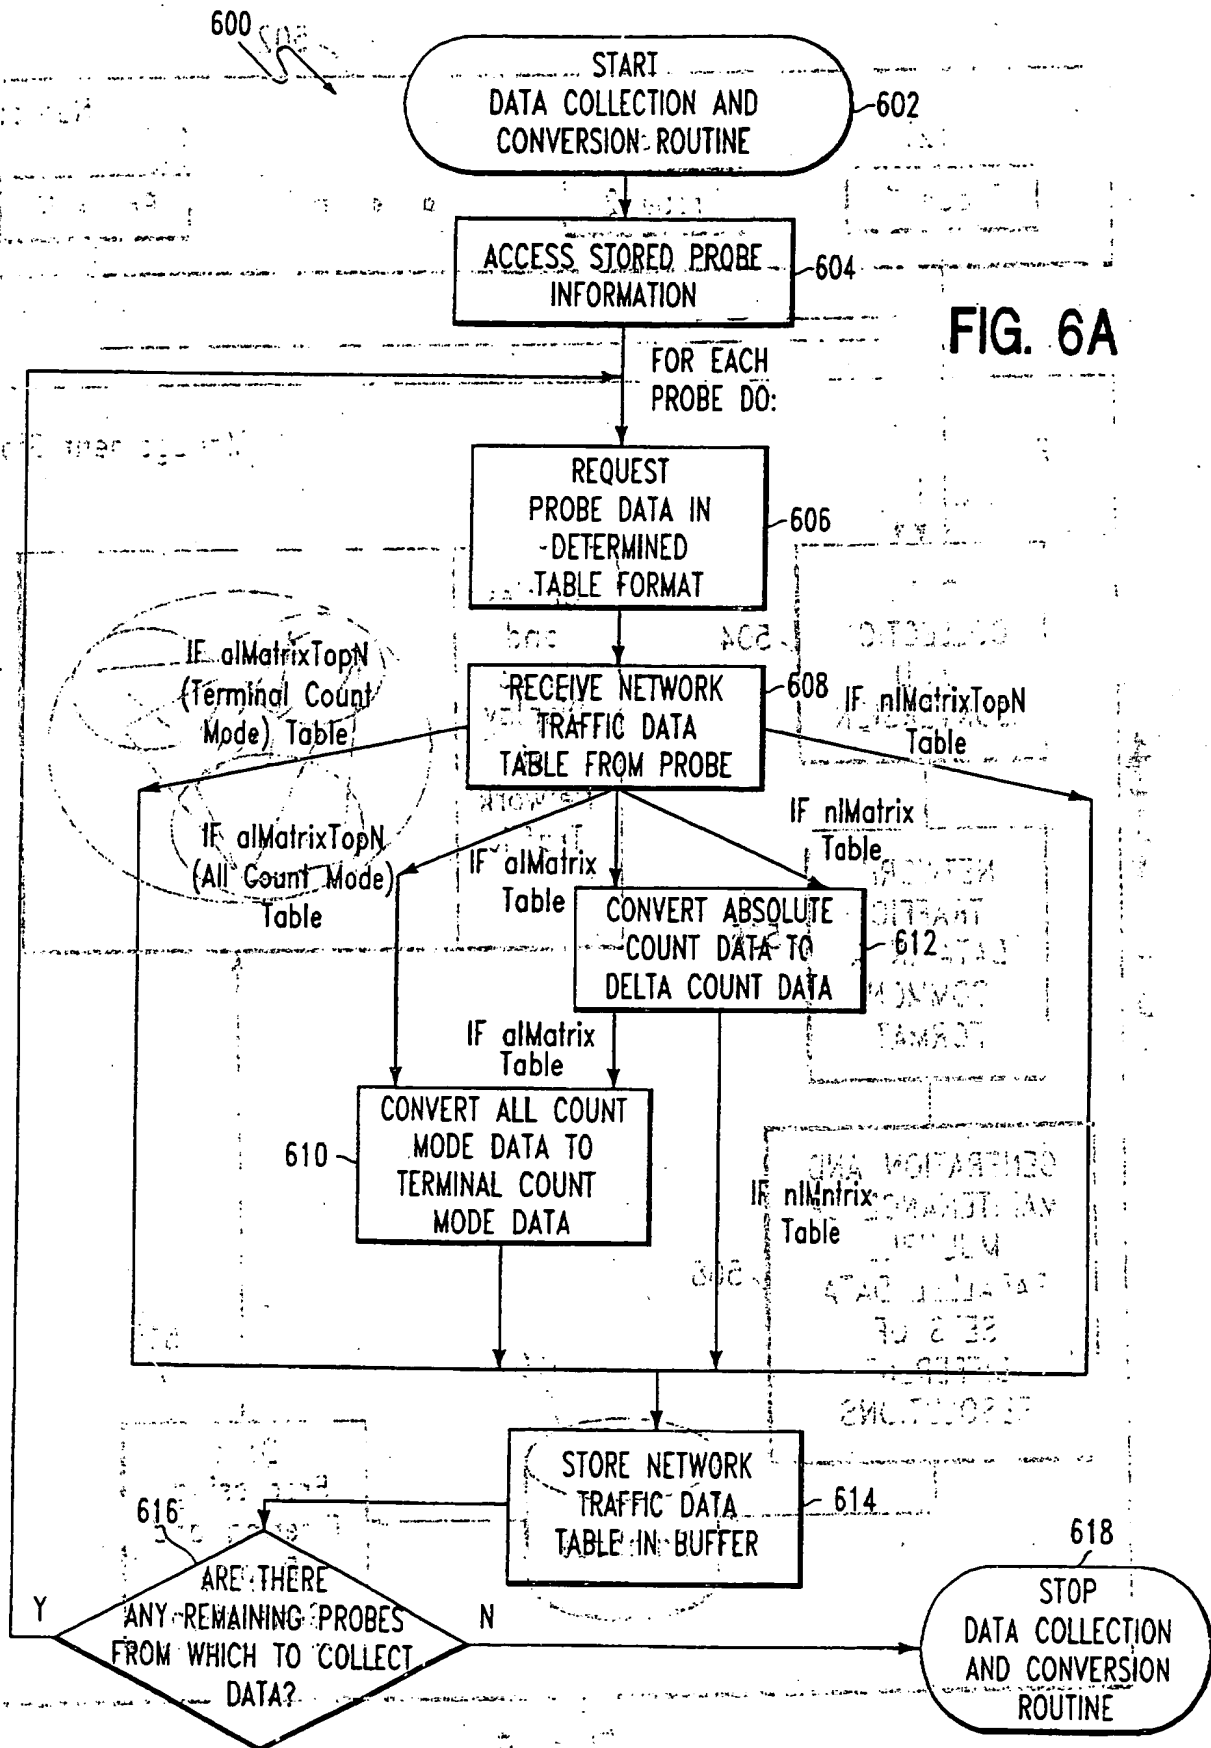 600
START
DATA COLLECTION AND
CONVERSION ROUTINE
602
ACCESS STORED PROBE
INFORMATION
604
FIG. 6A
FOR EACH
PROBE DO:
REQUEST
PROBE DATA IN
DETERMINED
TABLE FORMAT
606
RECEIVE NETWORK
TRAFFIC DATA
TABLE FROM PROBE
608
IF alMatrixTopN
(Terminal Count
Mode) Table
IF nlMatrixTopN
Table
IF alMatrixTopN
(All Count Mode)
Table
IF alMatrix
Table
IF nlMatrix
Table
CONVERT ABSOLUTE
COUNT DATA TO
DELTA COUNT DATA
612
IF alMatrix
Table
CONVERT ALL COUNT
MODE DATA TO
TERMINAL COUNT
MODE DATA
610
IF nlMntrix
Table
STORE NETWORK
TRAFFIC DATA
TABLE IN BUFFER
614
616
ARE THERE
ANY REMAINING PROBES
FROM WHICH TO COLLECT
DATA?
Y
N
618
STOP
DATA COLLECTION
AND CONVERSION
ROUTINE